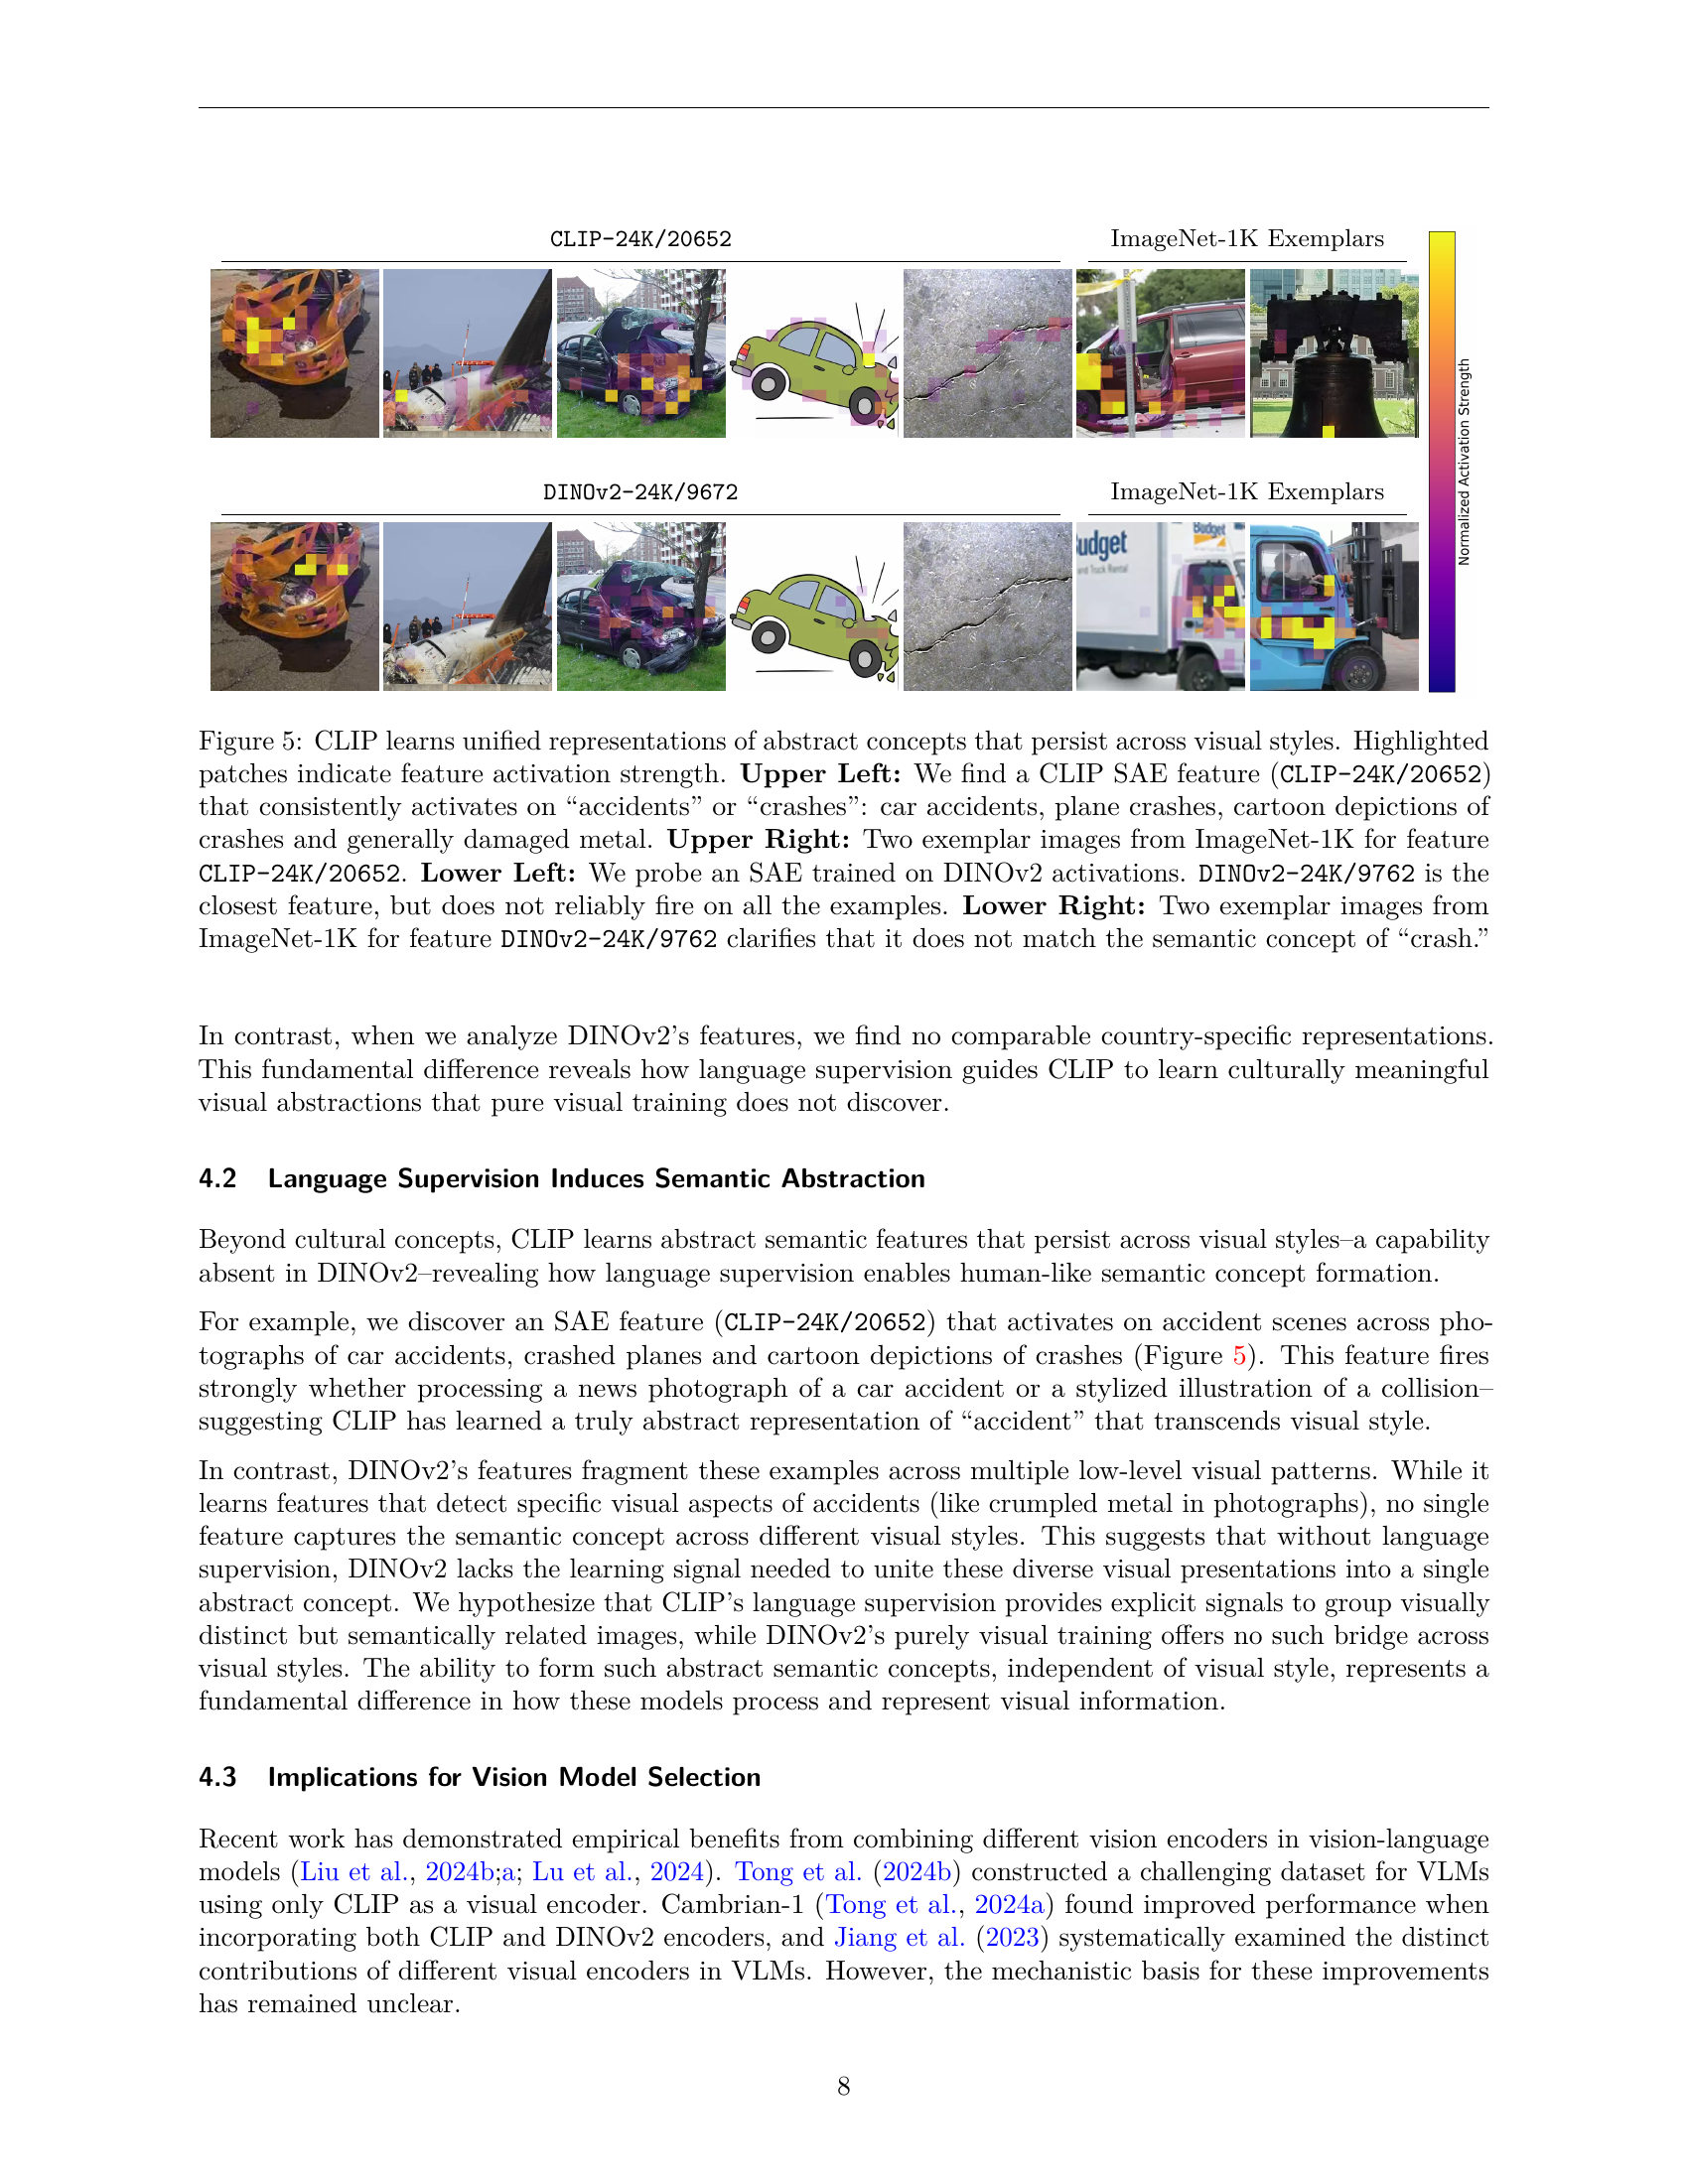 CLIP-24K/20652
ImageNet-1K Exemplars
DINOv2-24K/9672
ImageNet-1K Exemplars
Budget
Budget
and Truck Rental
Normalized Activation Strength
Figure 5: CLIP learns unified representations of abstract concepts that persist across visual styles. Highlighted
patches indicate feature activation strength. Upper Left: We find a CLIP SAE feature (CLIP-24K/20652)
that consistently activates on “accidents” or “crashes”: car accidents, plane crashes, cartoon depictions of
crashes and generally damaged metal. Upper Right: Two exemplar images from ImageNet-1K for feature
CLIP-24K/20652. Lower Left: We probe an SAE trained on DINOv2 activations. DINOv2-24K/9762 is the
closest feature, but does not reliably fire on all the examples. Lower Right: Two exemplar images from
ImageNet-1K for feature DINOv2-24K/9762 clarifies that it does not match the semantic concept of “crash.”
In contrast, when we analyze DINOv2’s features, we find no comparable country-specific representations.
This fundamental difference reveals how language supervision guides CLIP to learn culturally meaningful
visual abstractions that pure visual training does not discover.
4.2 Language Supervision Induces Semantic Abstraction
Beyond cultural concepts, CLIP learns abstract semantic features that persist across visual styles–a capability
absent in DINOv2–revealing how language supervision enables human-like semantic concept formation.
For example, we discover an SAE feature (CLIP-24K/20652) that activates on accident scenes across pho-
tographs of car accidents, crashed planes and cartoon depictions of crashes (Figure 5). This feature fires
strongly whether processing a news photograph of a car accident or a stylized illustration of a collision–
suggesting CLIP has learned a truly abstract representation of “accident” that transcends visual style.
In contrast, DINOv2’s features fragment these examples across multiple low-level visual patterns. While it
learns features that detect specific visual aspects of accidents (like crumpled metal in photographs), no single
feature captures the semantic concept across different visual styles. This suggests that without language
supervision, DINOv2 lacks the learning signal needed to unite these diverse visual presentations into a single
abstract concept. We hypothesize that CLIP’s language supervision provides explicit signals to group visually
distinct but semantically related images, while DINOv2’s purely visual training offers no such bridge across
visual styles. The ability to form such abstract semantic concepts, independent of visual style, represents a
fundamental difference in how these models process and represent visual information.
4.3 Implications for Vision Model Selection
Recent work has demonstrated empirical benefits from combining different vision encoders in vision-language
models (Liu et al., 2024b;a; Lu et al., 2024). Tong et al. (2024b) constructed a challenging dataset for VLMs
using only CLIP as a visual encoder. Cambrian-1 (Tong et al., 2024a) found improved performance when
incorporating both CLIP and DINOv2 encoders, and Jiang et al. (2023) systematically examined the distinct
contributions of different visual encoders in VLMs. However, the mechanistic basis for these improvements
has remained unclear.
8